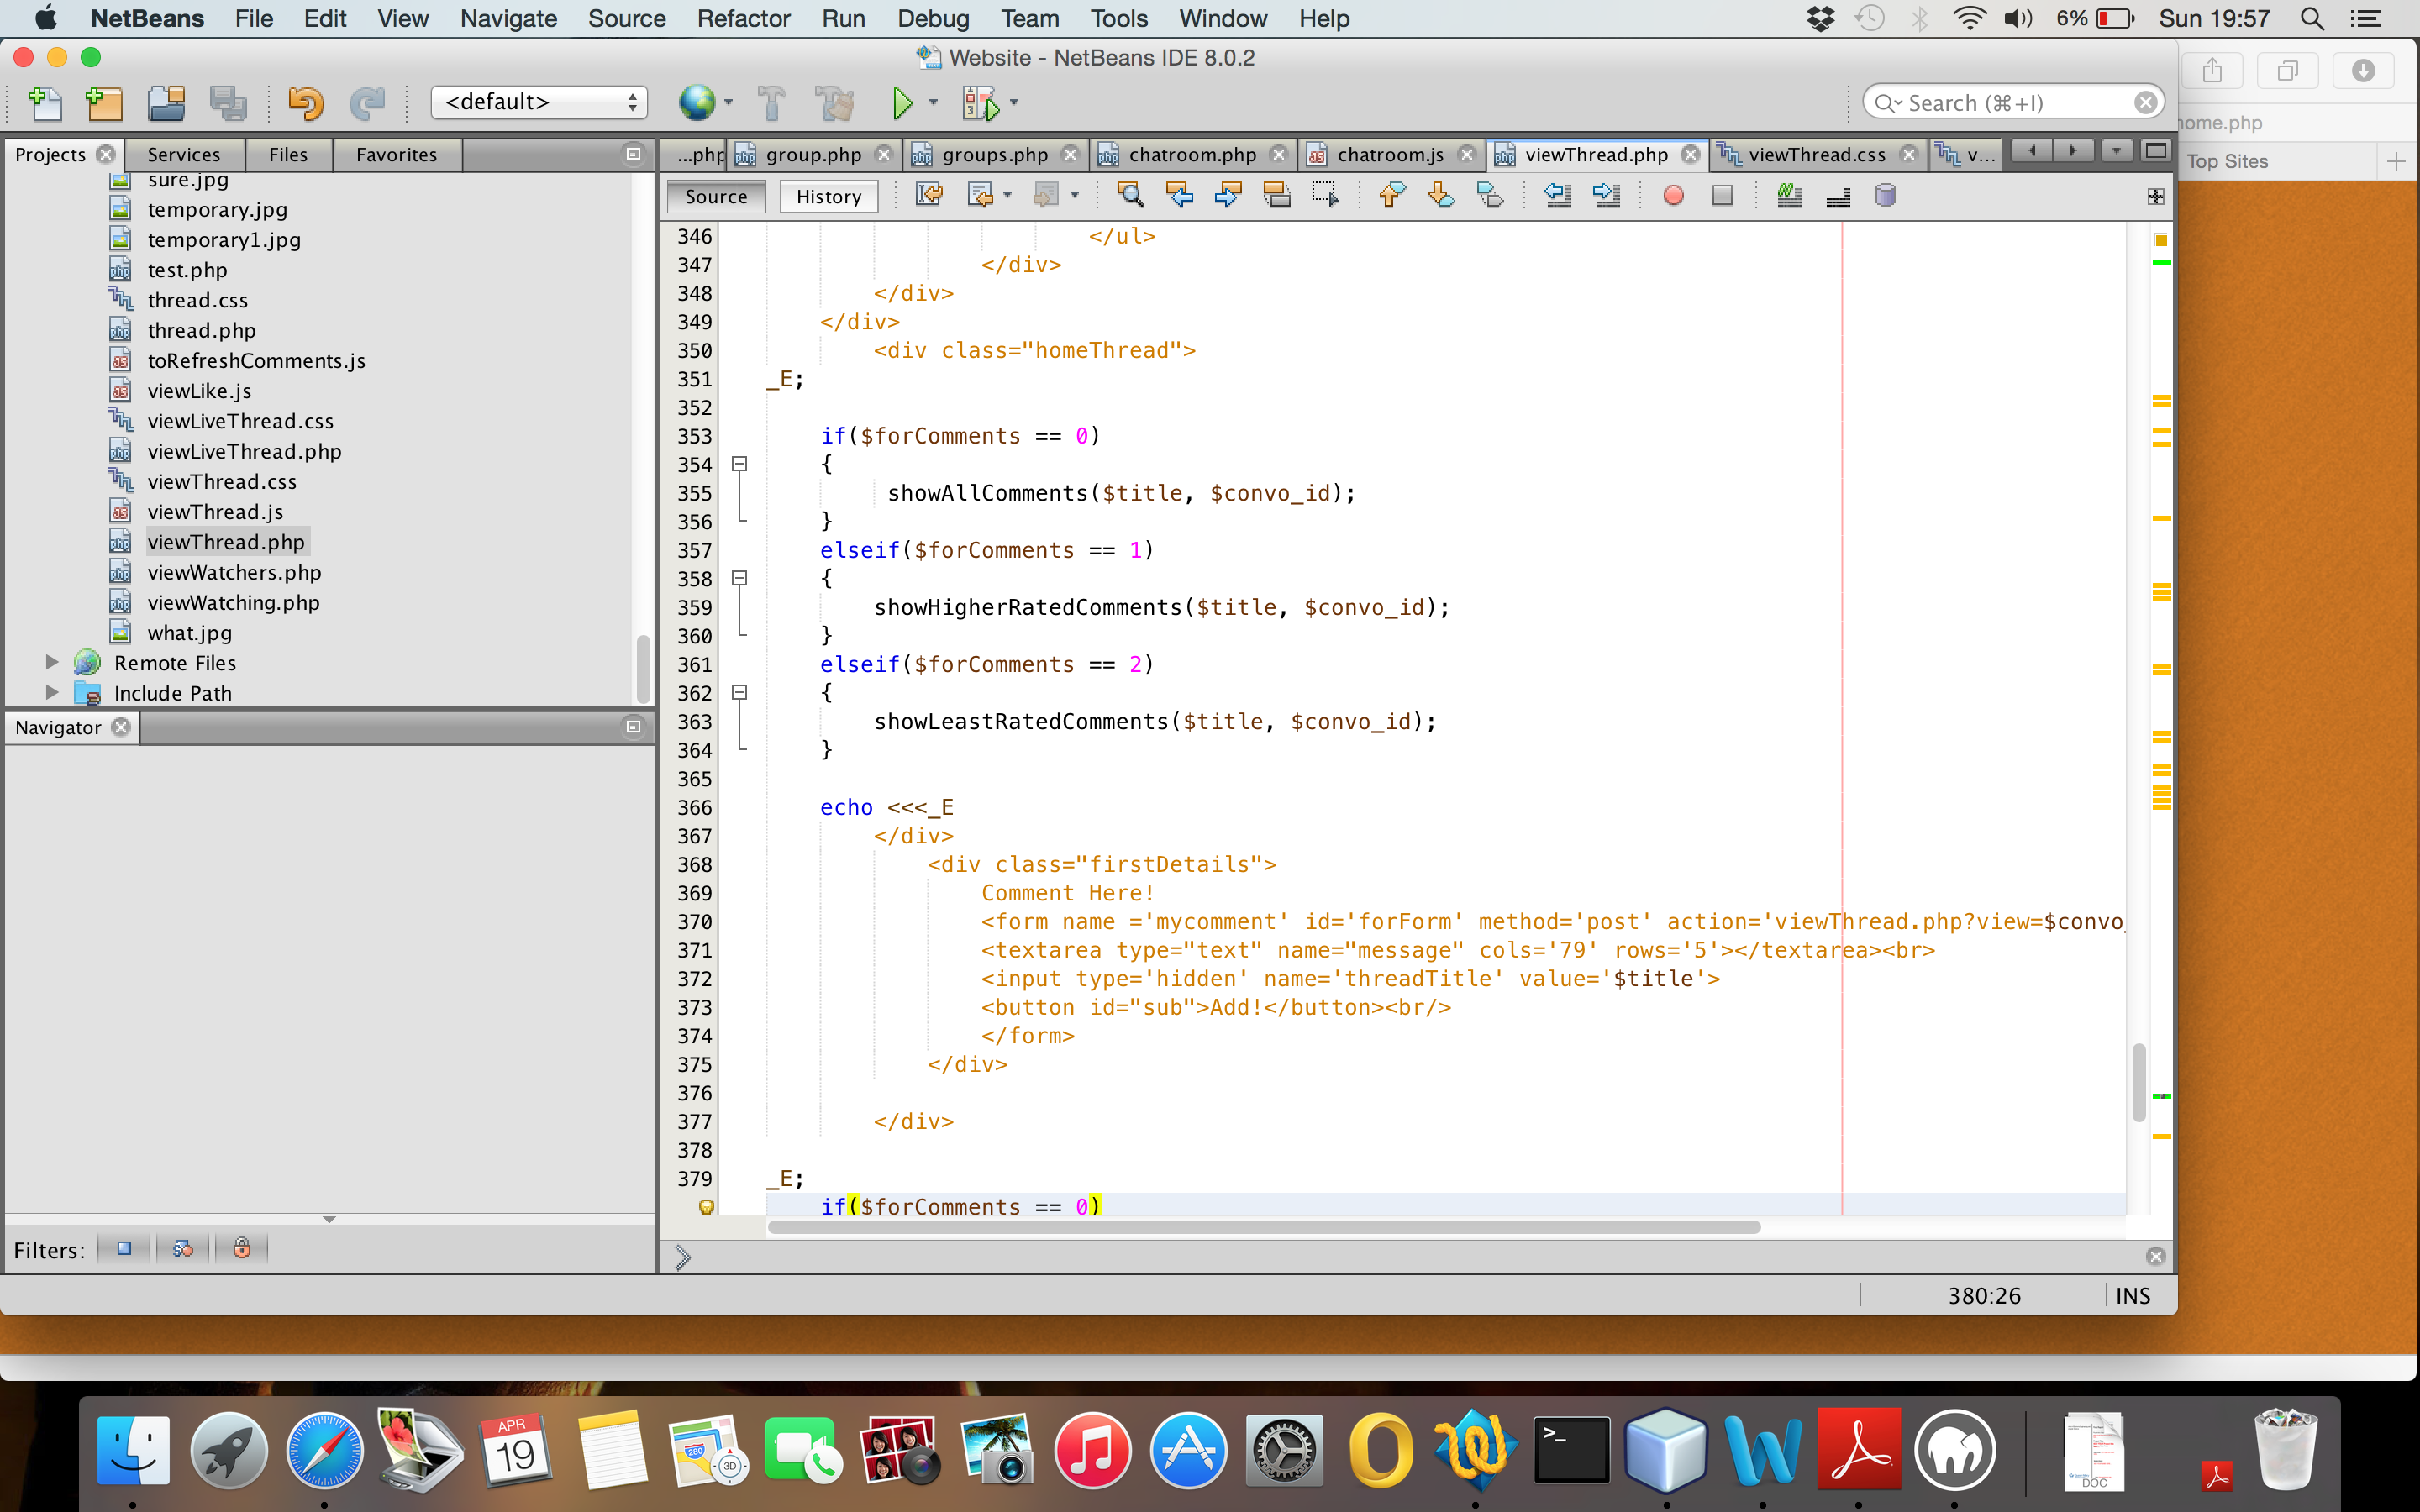 NetBeans File Edit View Navigate Source Refactor Run Debug Team Tools Window Help 6% Sun 19:57
Website - NetBeans IDE 8.0.2
<default> Search (⌘+I)
home.php
Top Sites
Projects Services Files Favorites
...php group.php groups.php chatroom.php chatroom.js viewThread.php viewThread.css v...
Source History
sure.jpg
temporary.jpg
temporary1.jpg
test.php
thread.css
thread.php
toRefreshComments.js
viewLike.js
viewLiveThread.css
viewLiveThread.php
viewThread.css
viewThread.js
viewThread.php
viewWatchers.php
viewWatching.php
what.jpg
Remote Files
Include Path
Navigator
Filters:
346 </ul>
347 </div>
348 </div>
349 </div>
350 <div class="homeThread">
351 _E;
352
353 if($forComments == 0)
354 {
355 showAllComments($title, $convo_id);
356 }
357 elseif($forComments == 1)
358 {
359 showHigherRatedComments($title, $convo_id);
360 }
361 elseif($forComments == 2)
362 {
363 showLeastRatedComments($title, $convo_id);
364 }
365
366 echo <<<_E
367 </div>
368 <div class="firstDetails">
369 Comment Here!
370 <form name ='mycomment' id='forForm' method='post' action='viewThread.php?view=$convo_
371 <textarea type="text" name="message" cols='79' rows='5'></textarea><br>
372 <input type='hidden' name='threadTitle' value='$title'>
373 <button id="sub">Add!</button><br/>
374 </form>
375 </div>
376
377 </div>
378
379 _E;
if($forComments == 0)
380:26 INS
APR
19
280
3D
>_
DOC